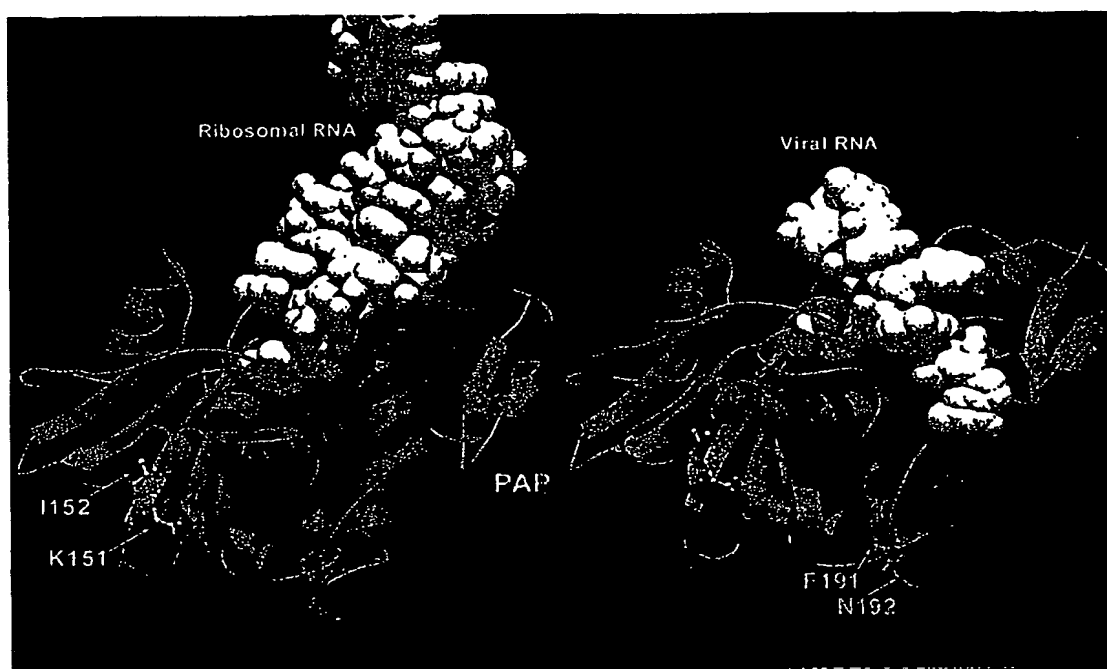 Ribosomal RNA
Viral RNA
PAP
I152
K151
F191
N192